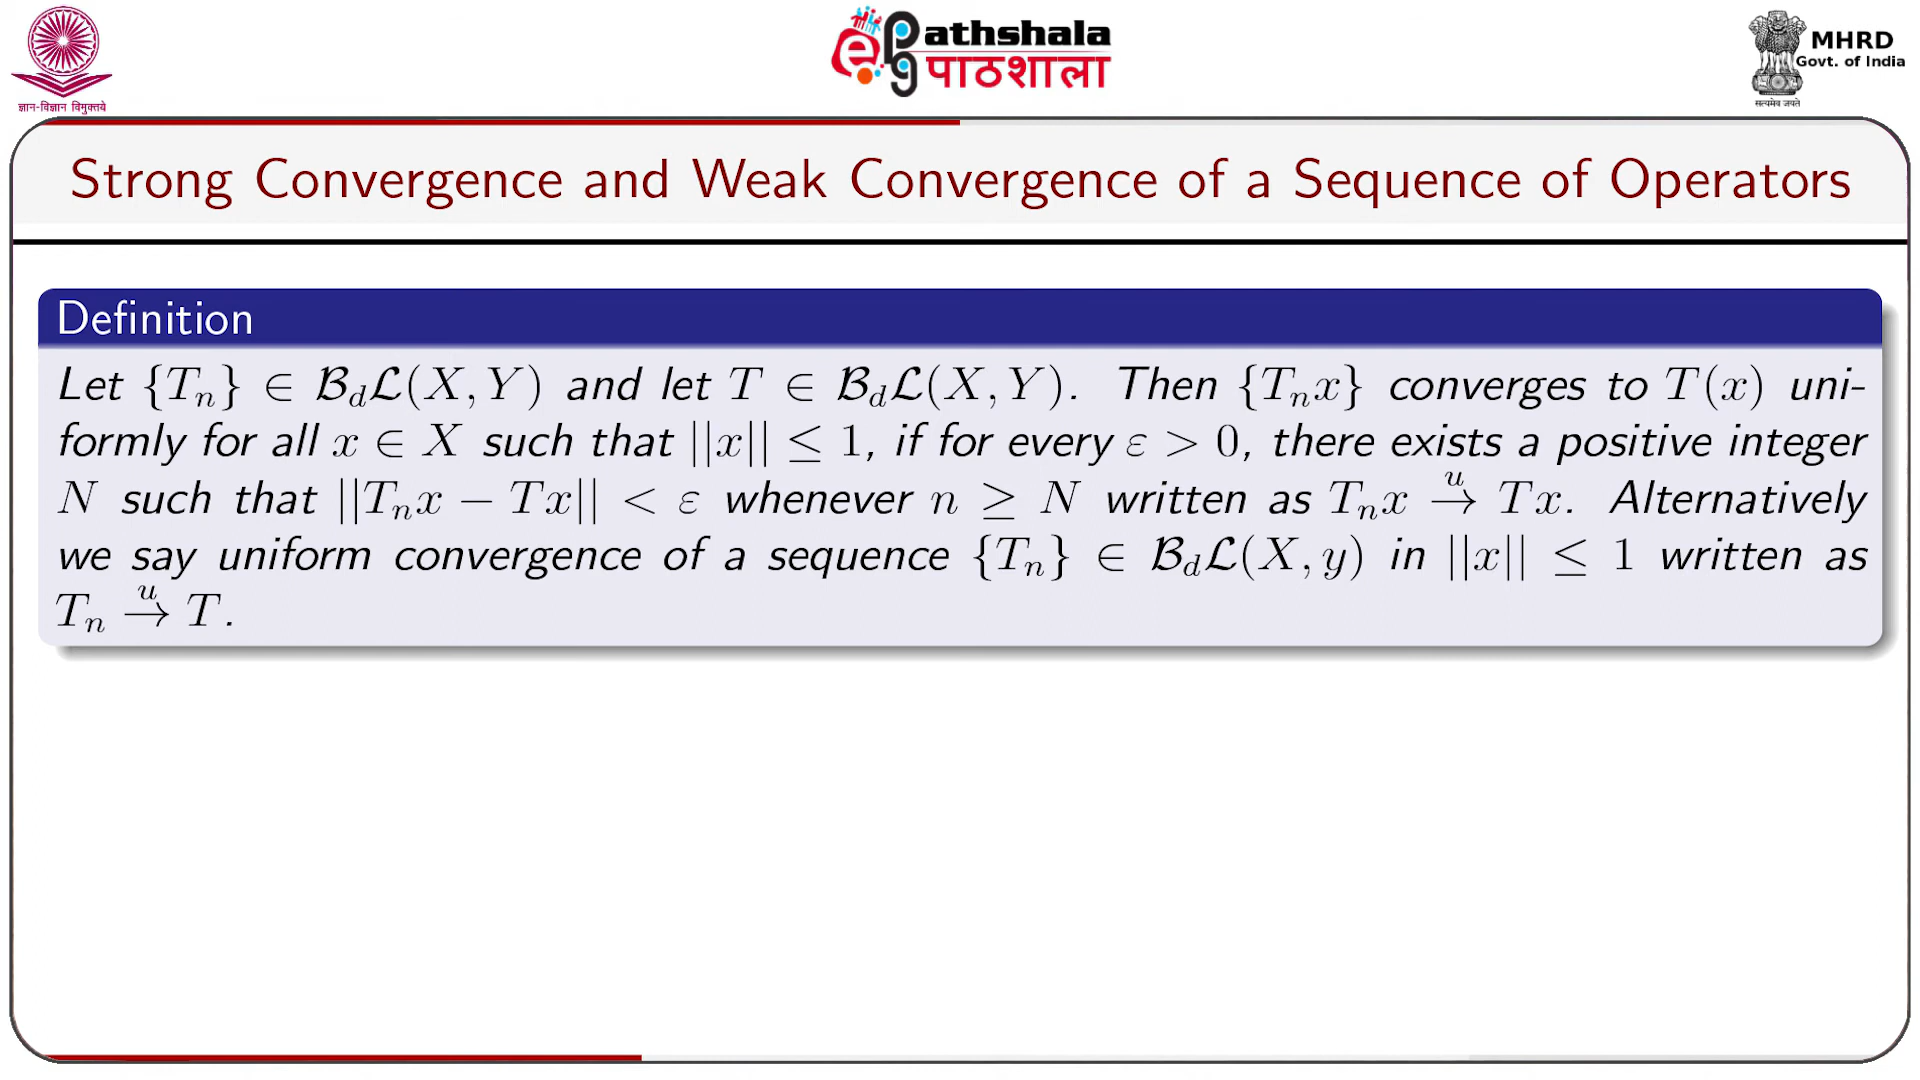 ज्ञान-विज्ञान विमुक्तये
ePG Pathshala
पाठशाला
MHRD
Govt. of India
सत्यमेव जयते
Strong Convergence and Weak Convergence of a Sequence of Operators
Definition
Let {Tₙ} ∈ ℬ_dℒ(X, Y) and let T ∈ ℬ_dℒ(X, Y). Then {Tₙx} converges to T(x) uni-
formly for all x ∈ X such that ||x|| ≤ 1, if for every ε > 0, there exists a positive integer
N such that ||Tₙx − Tx|| < ε whenever n ≥ N written as Tₙx →ᵘ Tx. Alternatively
we say uniform convergence of a sequence {Tₙ} ∈ ℬ_dℒ(X, y) in ||x|| ≤ 1 written as
Tₙ →ᵘ T.